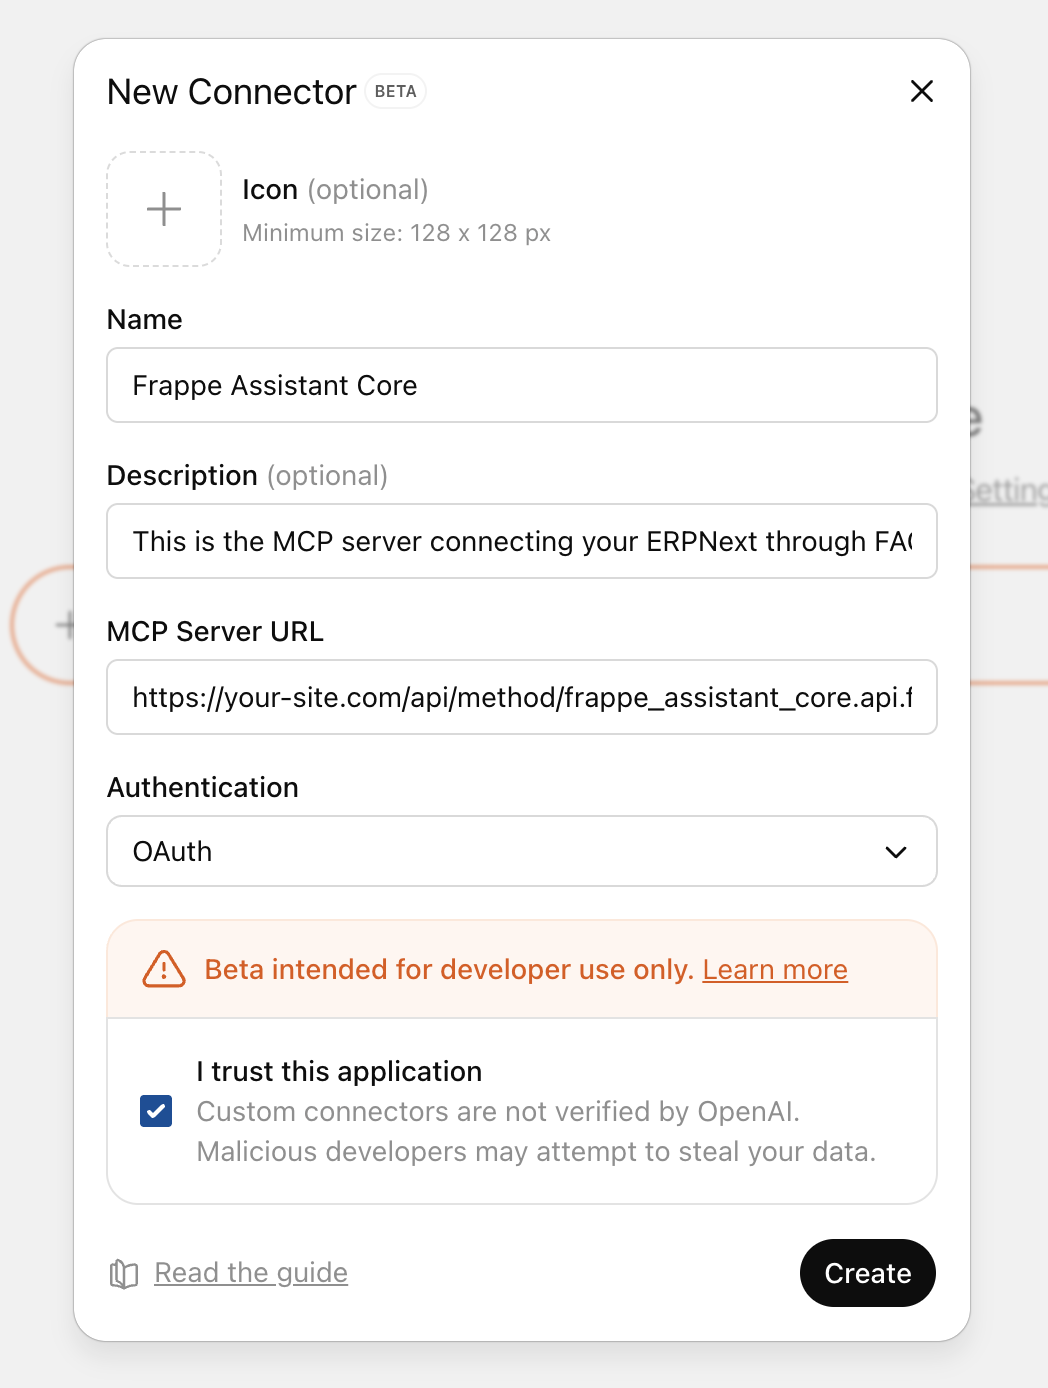 New Connector BETA
Icon (optional)
Minimum size: 128 x 128 px
Name
Frappe Assistant Core
Description (optional)
This is the MCP server connecting your ERPNext through
MCP Server URL
https://your-site.com/api/method/frappe_assistant_core.api.f
Authentication
OAuth
Beta intended for developer use only. Learn more
I trust this application
Custom connectors are not verified by OpenAI.
Malicious developers may attempt to steal your data.
Read the guide
Create